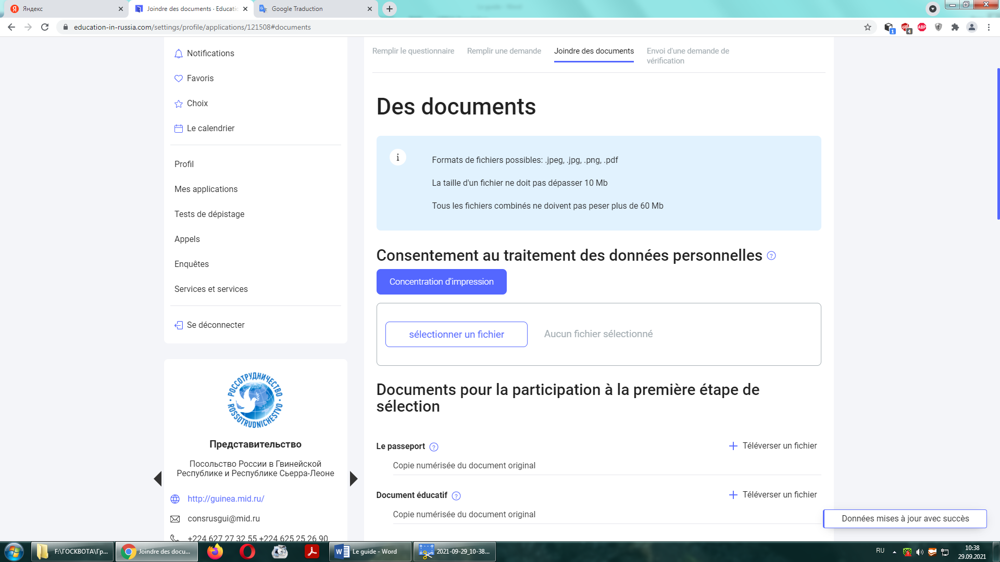 Яндекс
Joindre des documents · Educatio
Google Traduction
education-in-russia.com/settings/profile/applications/121508#documents
1
4
ABP
Notifications
Favoris
Choix
Le calendrier
Profil
Mes applications
Tests de dépistage
Appels
Enquêtes
Services et services
Se déconnecter
РОССОТРУДНИЧЕСТВО
ROSSOTRUDNICHESTVO
Представительство
Посольство России в Гвинейской
Республике и Республике Сьерра-Леоне
http://guinea.mid.ru/
consrusgui@mid.ru
+224 627 27 32 55 +224 625 25 26 90
Remplir le questionnaire
Remplir une demande
Joindre des documents
Envoi d'une demande de
vérification
Des documents
Formats de fichiers possibles: .jpeg, .jpg, .png, .pdf
La taille d'un fichier ne doit pas dépasser 10 Mb
Tous les fichiers combinés ne doivent pas peser plus de 60 Mb
Consentement au traitement des données personnelles
Concentration d'impression
sélectionner un fichier
Aucun fichier sélectionné
Documents pour la participation à la première étape de
sélection
Le passeport
Téléverser un fichier
Copie numérisée du document original
Document éducatif
Téléverser un fichier
Copie numérisée du document original
Données mises à jour avec succès
F:\ГОСКВОТА\Гр...
Joindre des docu...
Le guide - Word
2021-09-29_10-38...
RU
10:38
29.09.2021